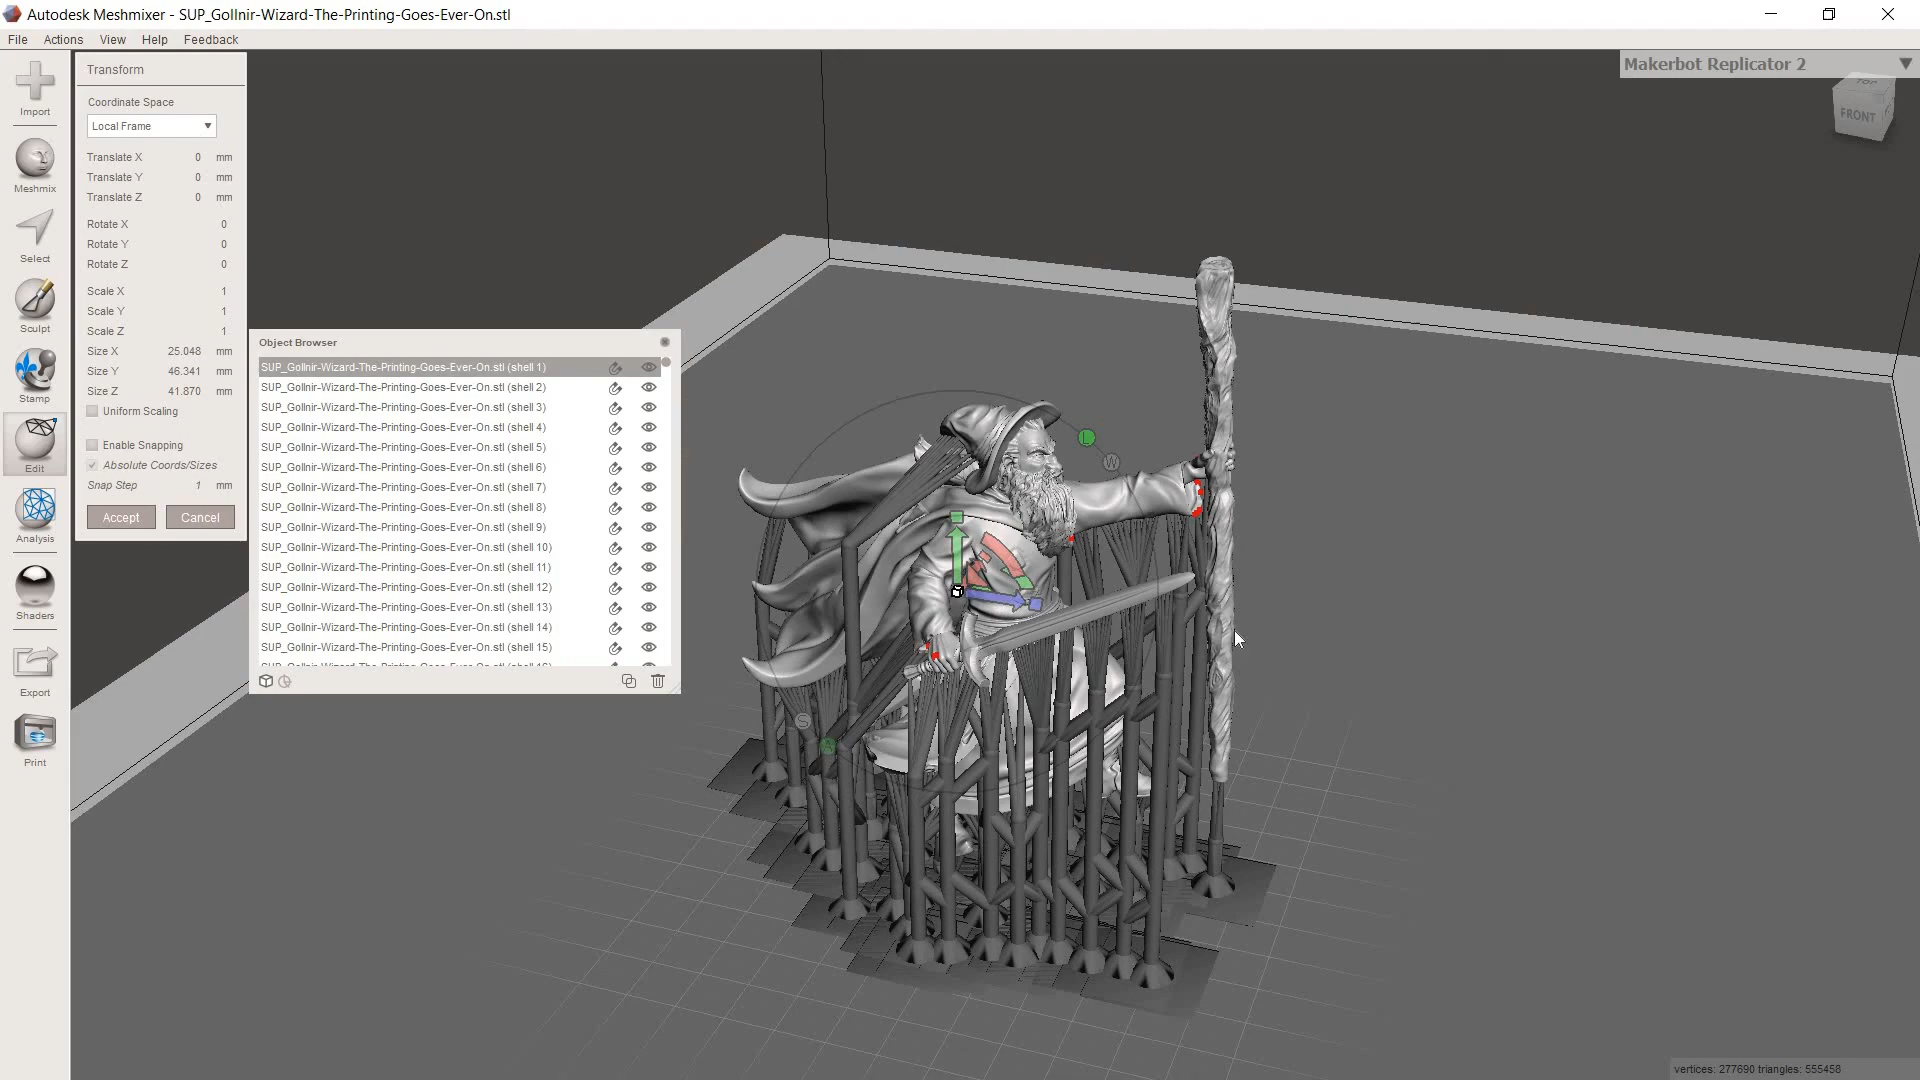 Autodesk Meshmixer - SUP_Gollnir-Wizard-The-Printing-Goes-Ever-On.stl
File Actions View Help Feedback
Import
Meshmix
Select
Sculpt
Stamp
Edit
Analysis
Shaders
Export
Print
Transform
Coordinate Space
Local Frame
Translate X 0 mm
Translate Y 0 mm
Translate Z 0 mm
Rotate X 0
Rotate Y 0
Rotate Z 0
Scale X 1
Scale Y 1
Scale Z 1
Size X 25.048 mm
Size Y 46.341 mm
Size Z 41.870 mm
Uniform Scaling
Enable Snapping
Absolute Coords/Sizes
Snap Step 1 mm
Accept Cancel
Object Browser
SUP_Gollnir-Wizard-The-Printing-Goes-Ever-On.stl (shell 1)
SUP_Gollnir-Wizard-The-Printing-Goes-Ever-On.stl (shell 2)
SUP_Gollnir-Wizard-The-Printing-Goes-Ever-On.stl (shell 3)
SUP_Gollnir-Wizard-The-Printing-Goes-Ever-On.stl (shell 4)
SUP_Gollnir-Wizard-The-Printing-Goes-Ever-On.stl (shell 5)
SUP_Gollnir-Wizard-The-Printing-Goes-Ever-On.stl (shell 6)
SUP_Gollnir-Wizard-The-Printing-Goes-Ever-On.stl (shell 7)
SUP_Gollnir-Wizard-The-Printing-Goes-Ever-On.stl (shell 8)
SUP_Gollnir-Wizard-The-Printing-Goes-Ever-On.stl (shell 9)
SUP_Gollnir-Wizard-The-Printing-Goes-Ever-On.stl (shell 10)
SUP_Gollnir-Wizard-The-Printing-Goes-Ever-On.stl (shell 11)
SUP_Gollnir-Wizard-The-Printing-Goes-Ever-On.stl (shell 12)
SUP_Gollnir-Wizard-The-Printing-Goes-Ever-On.stl (shell 13)
SUP_Gollnir-Wizard-The-Printing-Goes-Ever-On.stl (shell 14)
SUP_Gollnir-Wizard-The-Printing-Goes-Ever-On.stl (shell 15)
Makerbot Replicator 2
TOP
FRONT
L
W
S
vertices: 277690 triangles: 555458